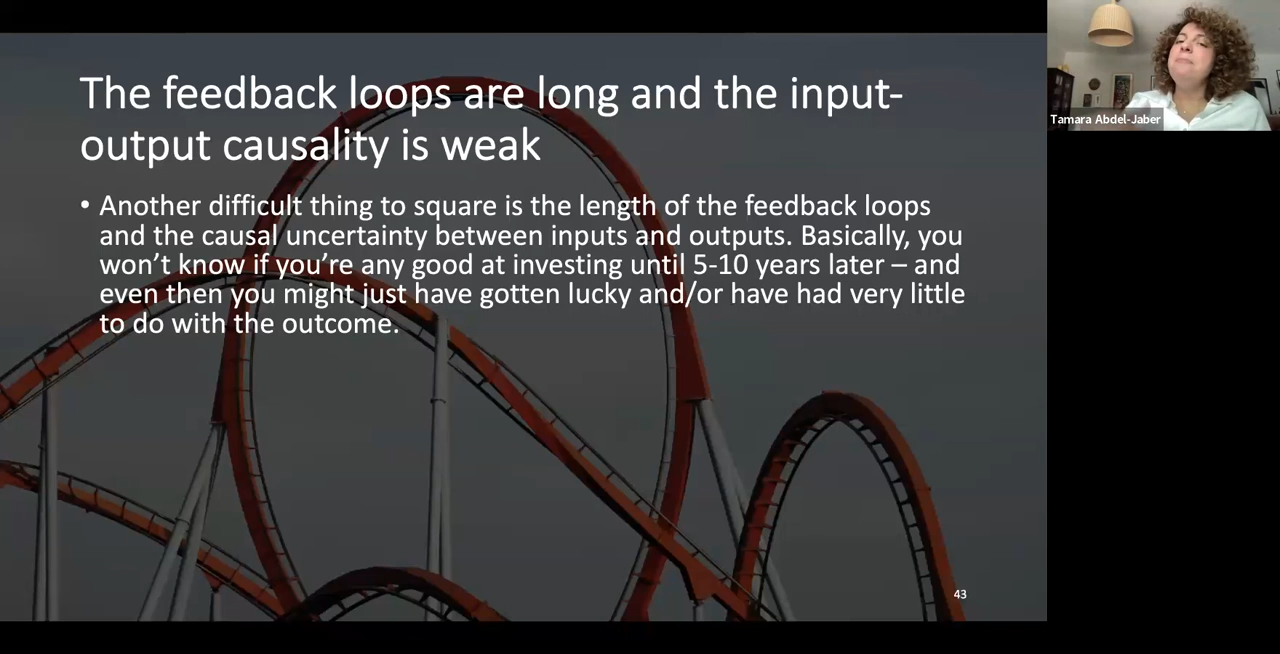 The feedback loops are long and the input-
output causality is weak
• Another difficult thing to square is the length of the feedback loops
and the causal uncertainty between inputs and outputs. Basically, you
won’t know if you’re any good at investing until 5-10 years later – and
even then you might just have gotten lucky and/or have had very little
to do with the outcome.
43
Tamara Abdel-Jaber